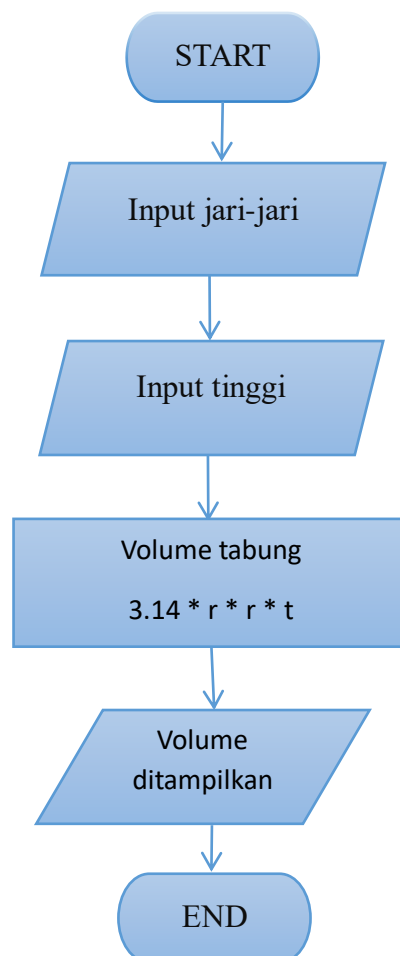 START
Input jari-jari
Input tinggi
Volume tabung
3.14 * r * r * t
Volume
ditampilkan
END